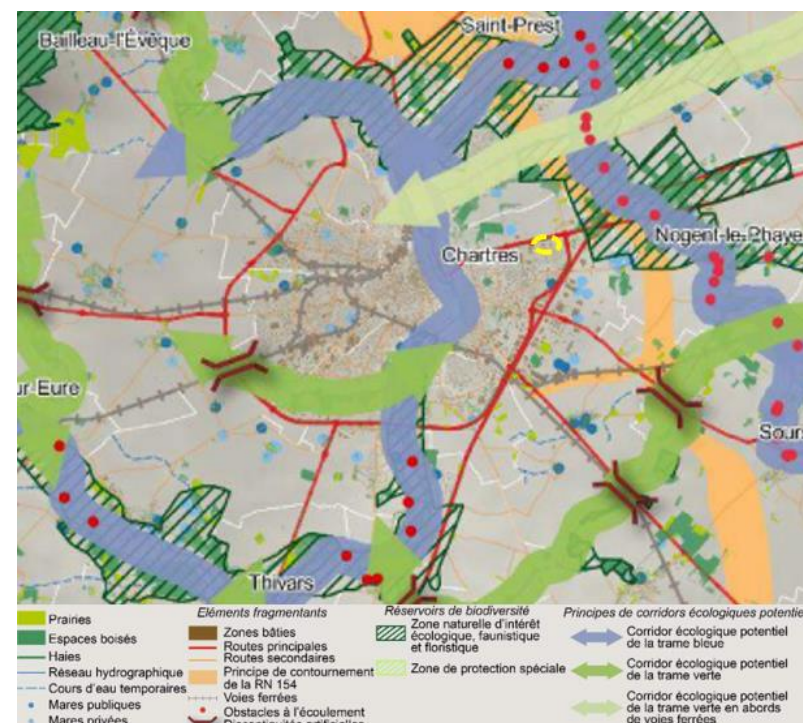 Bailleau-l'Évêque
Saint-Prest
Chartres
Nogent-le-Phaye
ur-Eure
Sours
Thivars
Prairies
Espaces boisés
Haies
Réseau hydrographique
Cours d'eau temporaires
Mares publiques
Mares privées
Eléments fragmentants
Zones bâties
Routes principales
Routes secondaires
Principe de contournement
de la RN 154
Voies ferrées
Obstacles à l'écoulement
Discontinuités artificielles
Réservoirs de biodiversité
Zone naturelle d'intérêt
écologique, faunistique
et floristique
Zone de protection spéciale
Principes de corridors écologiques potentie
Corridor écologique potentiel
de la trame bleue
Corridor écologique potentiel
de la trame verte
Corridor écologique potentiel
de la trame verte en abords
de voies ferrées